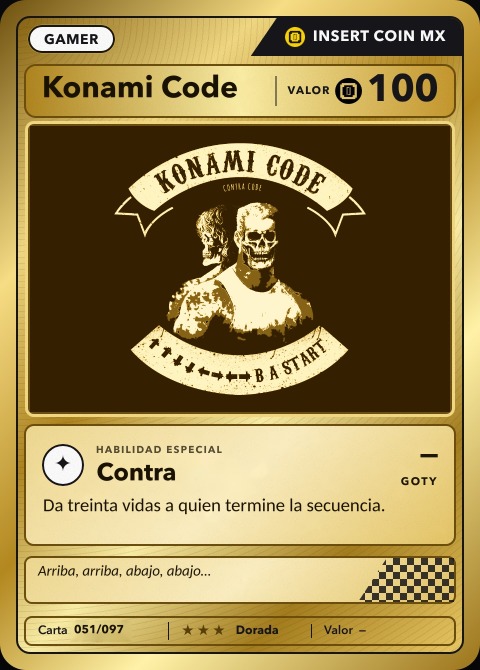 GAMER
INSERT COIN MX
Konami Code
VALOR 100
KONAMI CODE
CONTRA CODE
↑↑↓↓←→←→ B A START
HABILIDAD ESPECIAL
Contra
–
GOTY
Da treinta vidas a quien termine la secuencia.
Arriba, arriba, abajo, abajo...
Carta 051/097
★★★ Dorada
Valor –